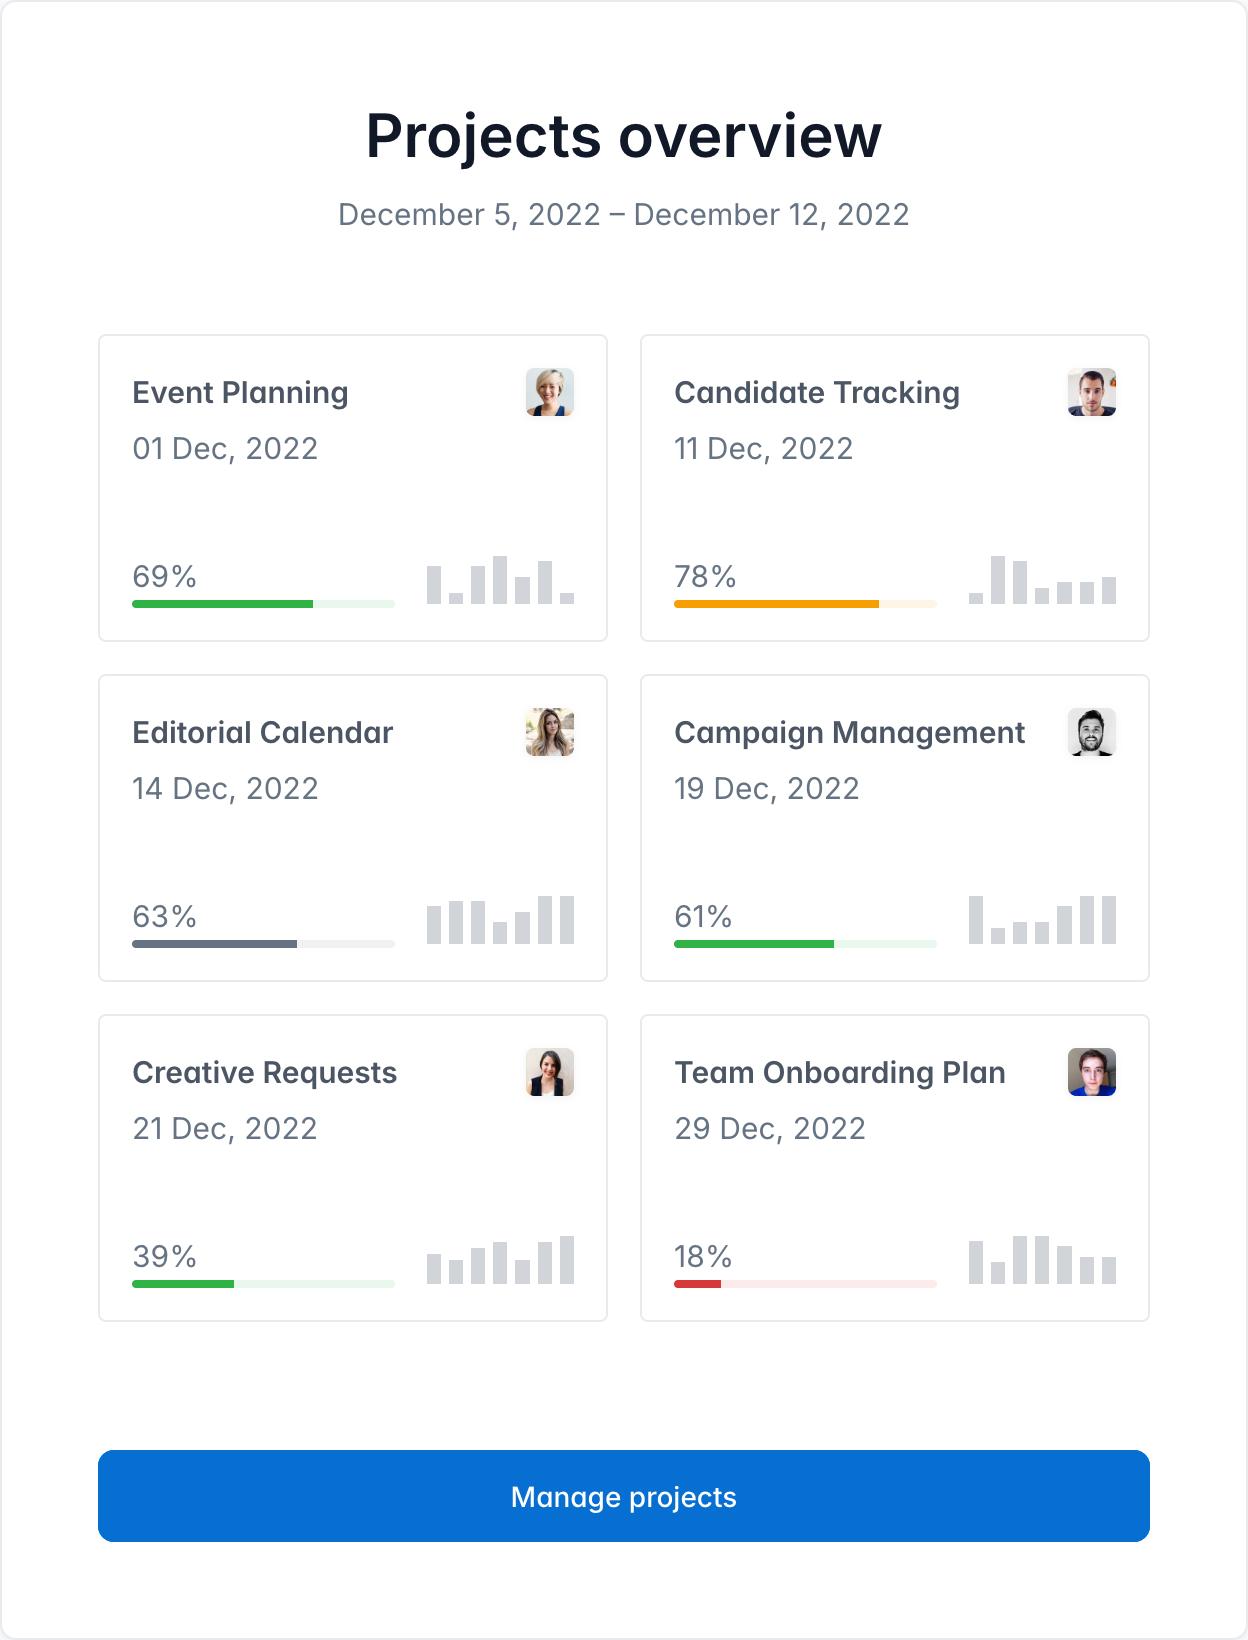 Projects overview
December 5, 2022 – December 12, 2022
Event Planning
01 Dec, 2022
69%
Candidate Tracking
11 Dec, 2022
78%
Editorial Calendar
14 Dec, 2022
63%
Campaign Management
19 Dec, 2022
61%
Creative Requests
21 Dec, 2022
39%
Team Onboarding Plan
29 Dec, 2022
18%
Manage projects